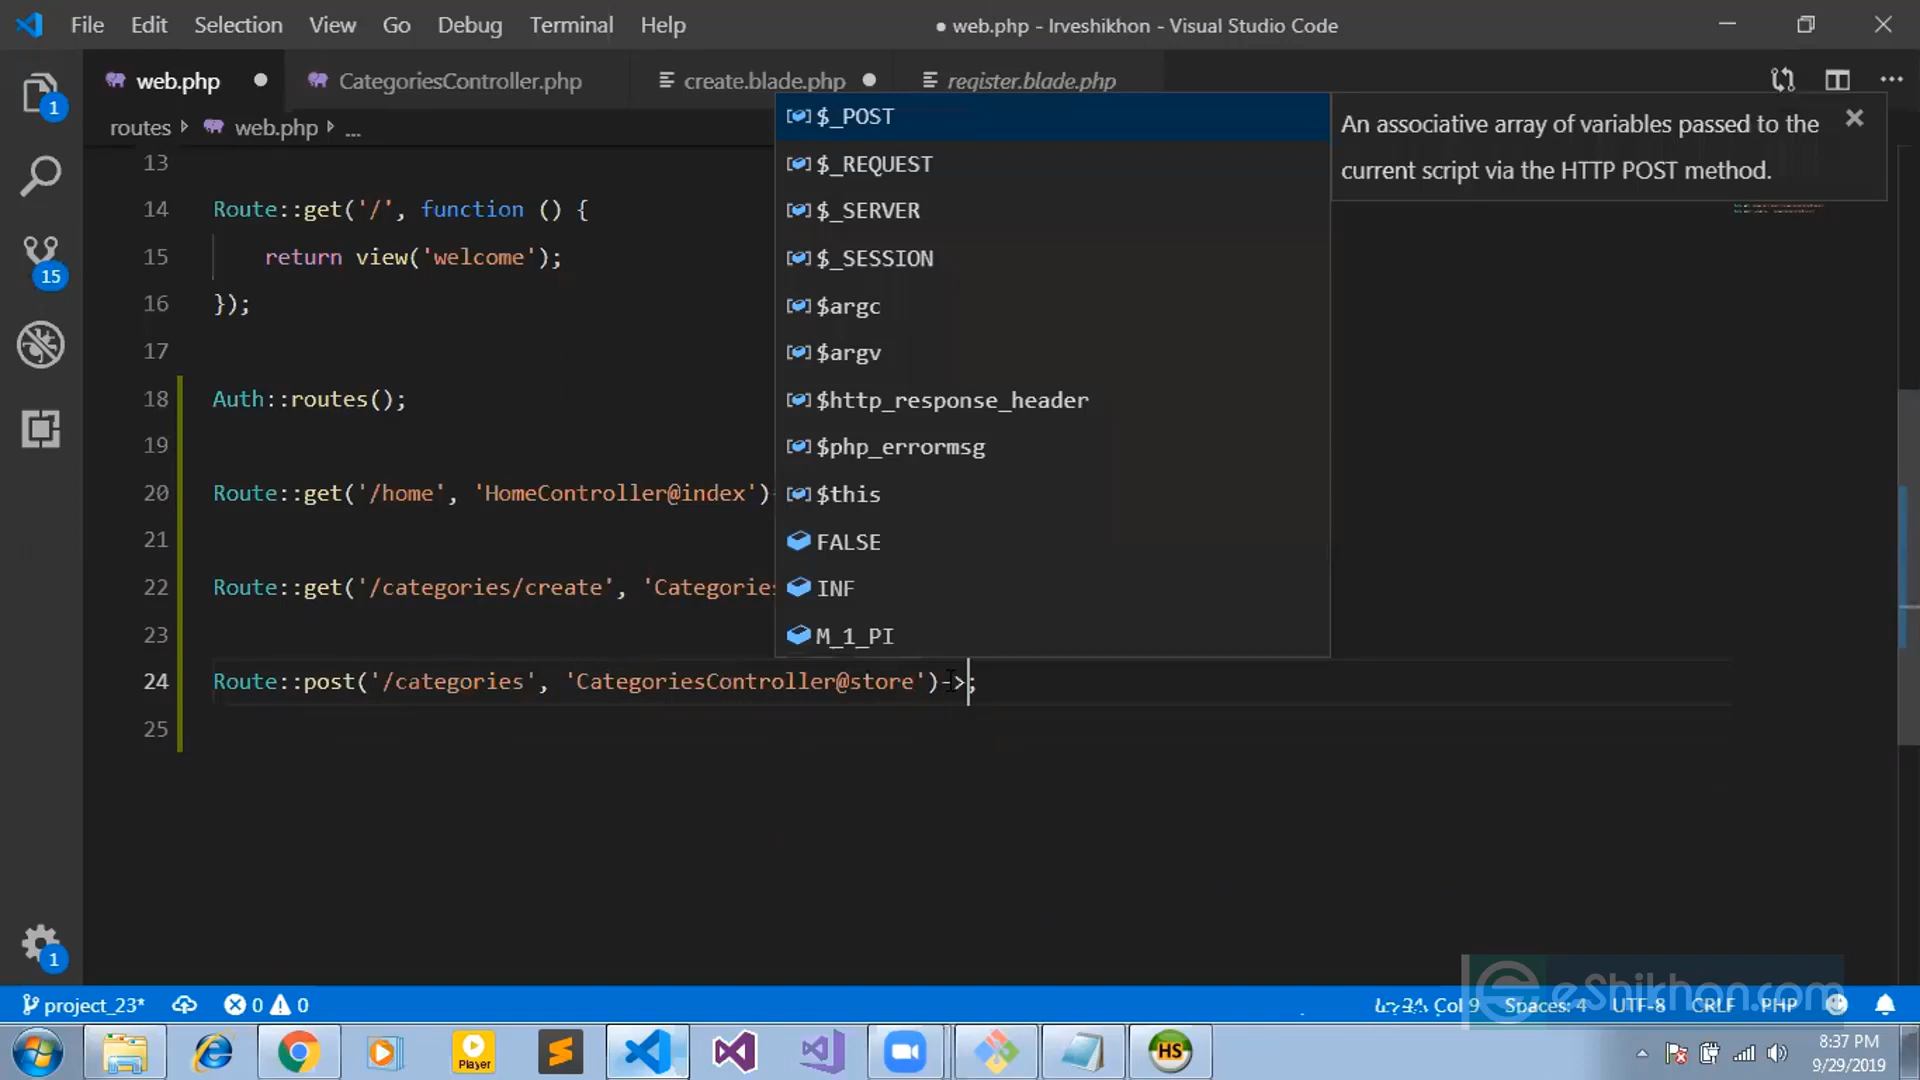 File Edit Selection View Go Debug Terminal Help
● web.php - lrveshikhon - Visual Studio Code
web.php
CategoriesController.php
create.blade.php
register.blade.php
1
routes
web.php
...
$_POST
An associative array of variables passed to the
current script via the HTTP POST method.
$_REQUEST
$_SERVER
$_SESSION
$argc
$argv
$http_response_header
$php_errormsg
$this
FALSE
INF
M_1_PI
13
14 Route::get('/', function () {
15 return view('welcome');
16 });
17
18 Auth::routes();
19
20 Route::get('/home', 'HomeController@index')
21
22 Route::get('/categories/create', 'Categories
23
24 Route::post('/categories', 'CategoriesController@store')->;
25
15
1
project_23*
0
0
Col 9
Spaces: 4
UTF-8
CRLF
PHP
eShikhon.com
Player
HS
8:37 PM
9/29/2019